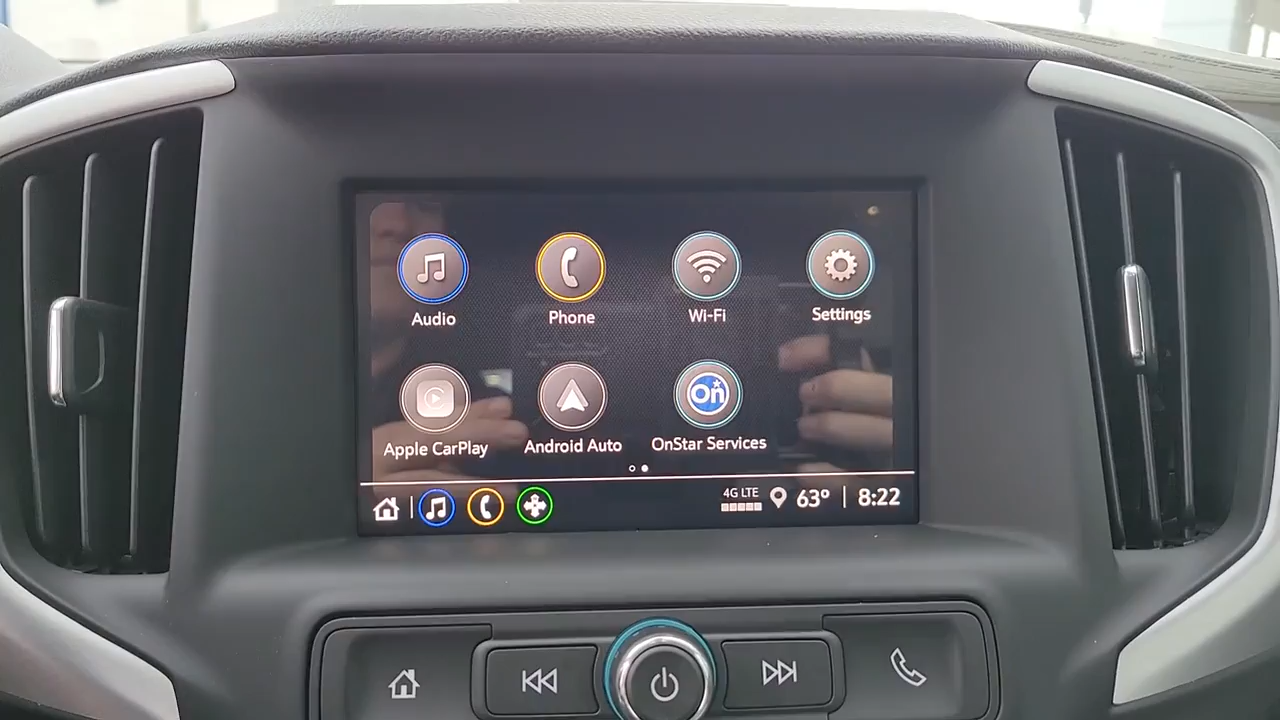 Audio Phone Wi-Fi Settings
Apple CarPlay Android Auto On OnStar Services
4G LTE 63° 8:22